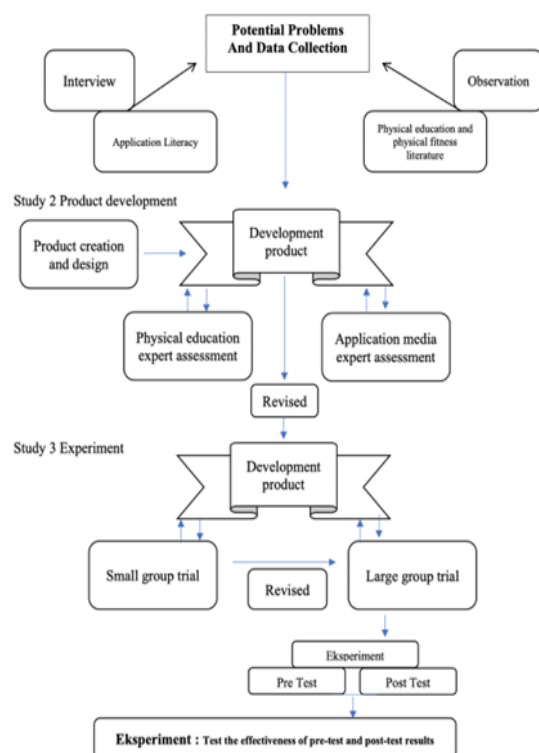 Potential Problems
And Data Collection
Interview
Observation
Application Literacy
Physical education and
physical fitness
literature
Study 2 Product development
Product creation
and design
Development
product
Physical education
expert assessment
Application media
expert assessment
Revised
Study 3 Experiment
Development
product
Small group trial
Revised
Large group trial
Eksperiment
Pre Test
Post Test
Eksperiment : Test the effectiveness of pre-test and post-test results